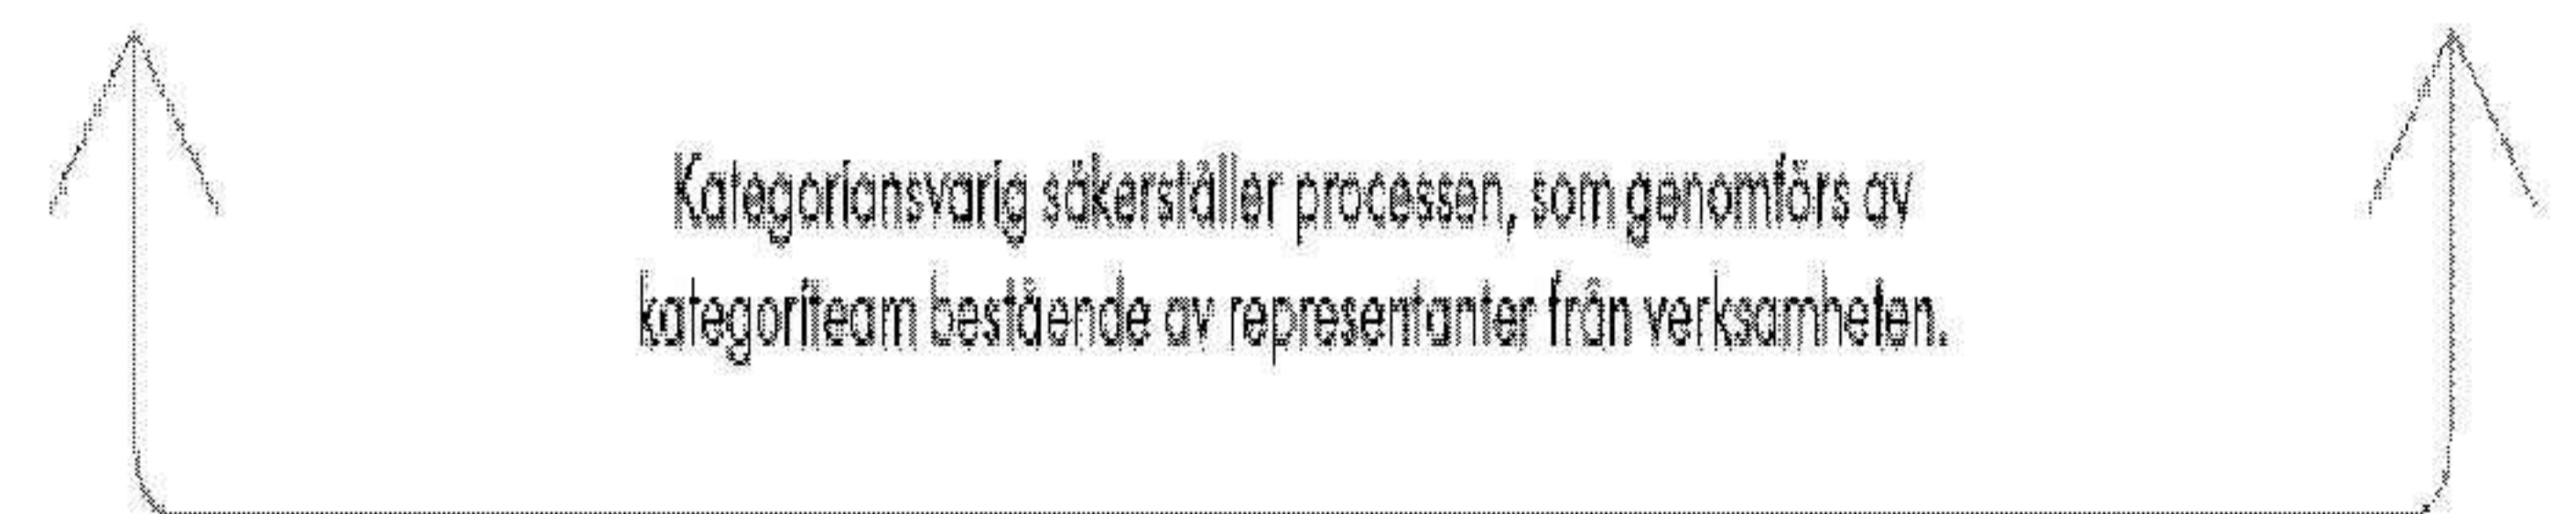 Kategoriansvarig säkerställer processen, som genomförs av
kategoriteam bestående av representanter från verksamheten.